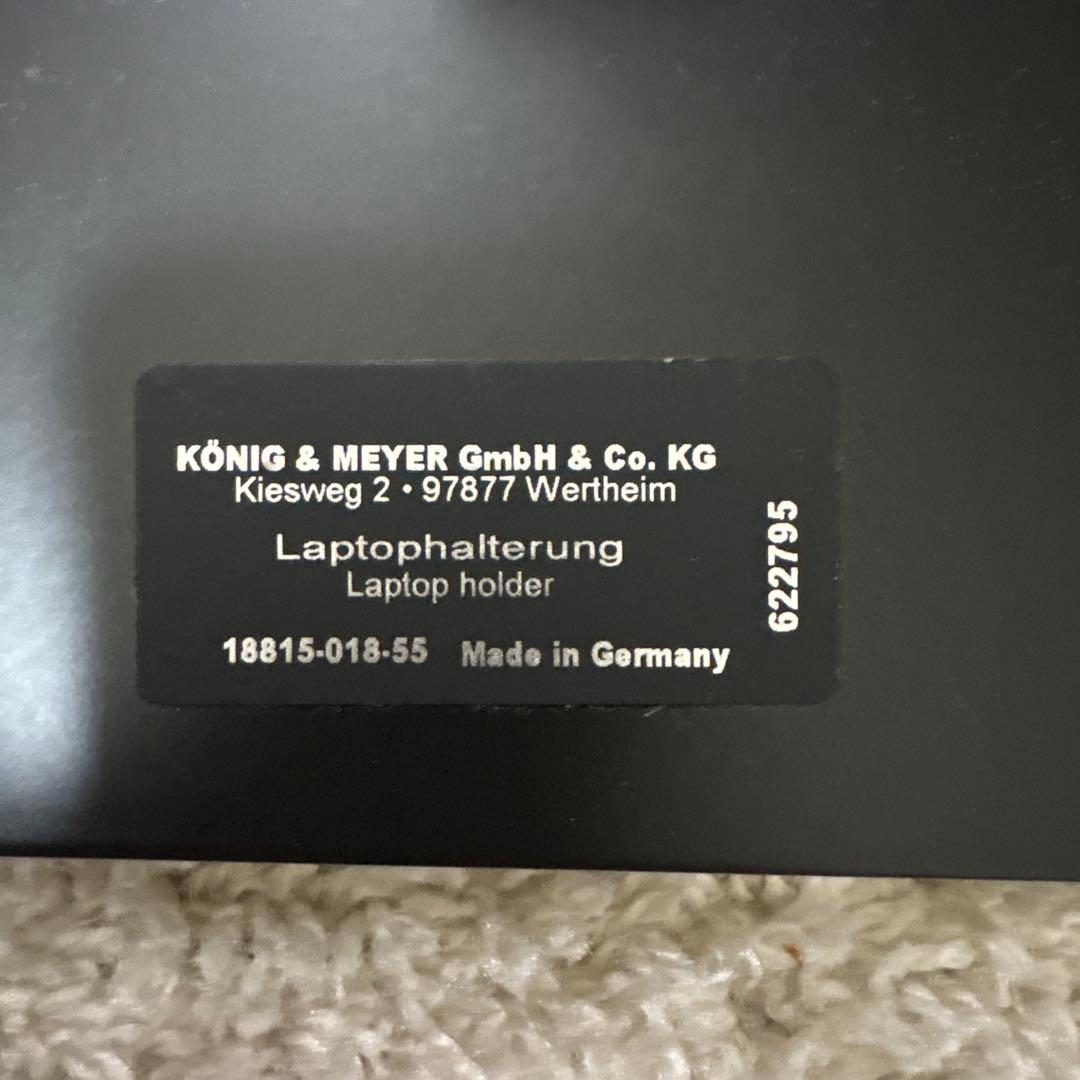 KÖNIG & MEYER GmbH & Co. KG
Kiesweg 2 • 97877 Wertheim
Laptophalterung
Laptop holder
18815-018-55 Made in Germany
622795